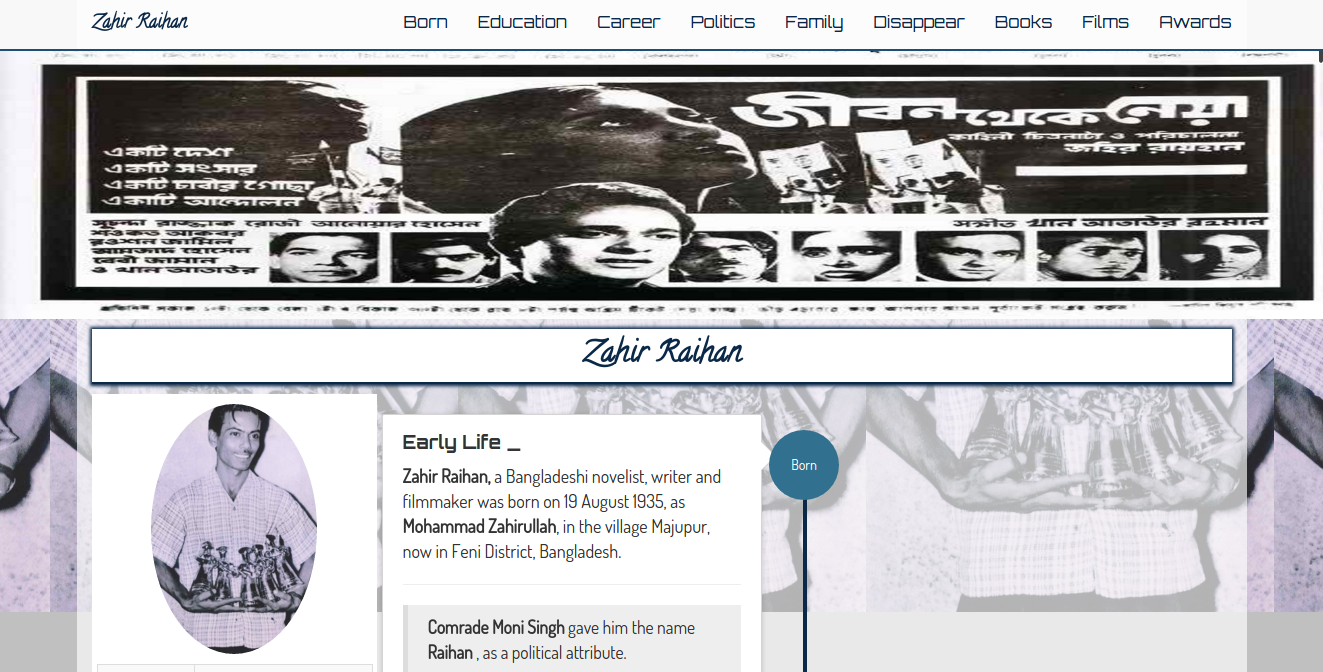 Zahir Raihan
Born Education Career Politics Family Disappear Books Films Awards
জীবন থেকে নেয়া
কাহিনী চিত্রনাট্য ও পরিচালনা
জহির রায়হান
একটি দেশ
একটি সংসার
একটি চাবীর গোছা
একটি আন্দোলন
সুচন্দা রাজ্জাক রোজী আনোয়ার হোসেন
সঙ্গীত খান আতাউর রহমান
শওকত আকবর
রওশন জামিল
আমজাদ হোসেন
বেবী জামান
ও খান আতাউর
Zahir Raihan
Early Life _
Zahir Raihan, a Bangladeshi novelist, writer and
filmmaker was born on 19 August 1935, as
Mohammad Zahirullah, in the village Majupur,
now in Feni District, Bangladesh.
Born
Comrade Moni Singh gave him the name
Raihan , as a political attribute.